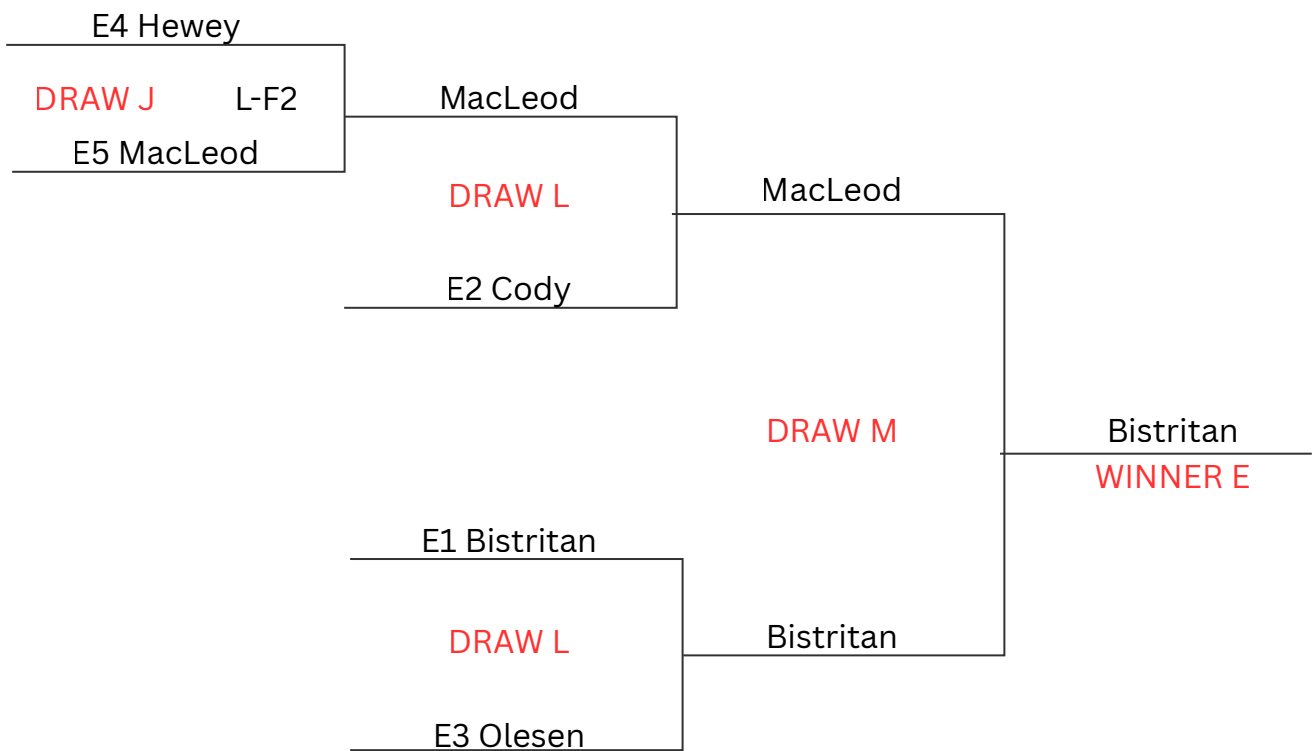 E4 Hewey
DRAW J L-F2
E5 MacLeod
MacLeod
DRAW L
E2 Cody
MacLeod
DRAW M
Bistritan
WINNER E
E1 Bistritan
DRAW L
E3 Olesen
Bistritan